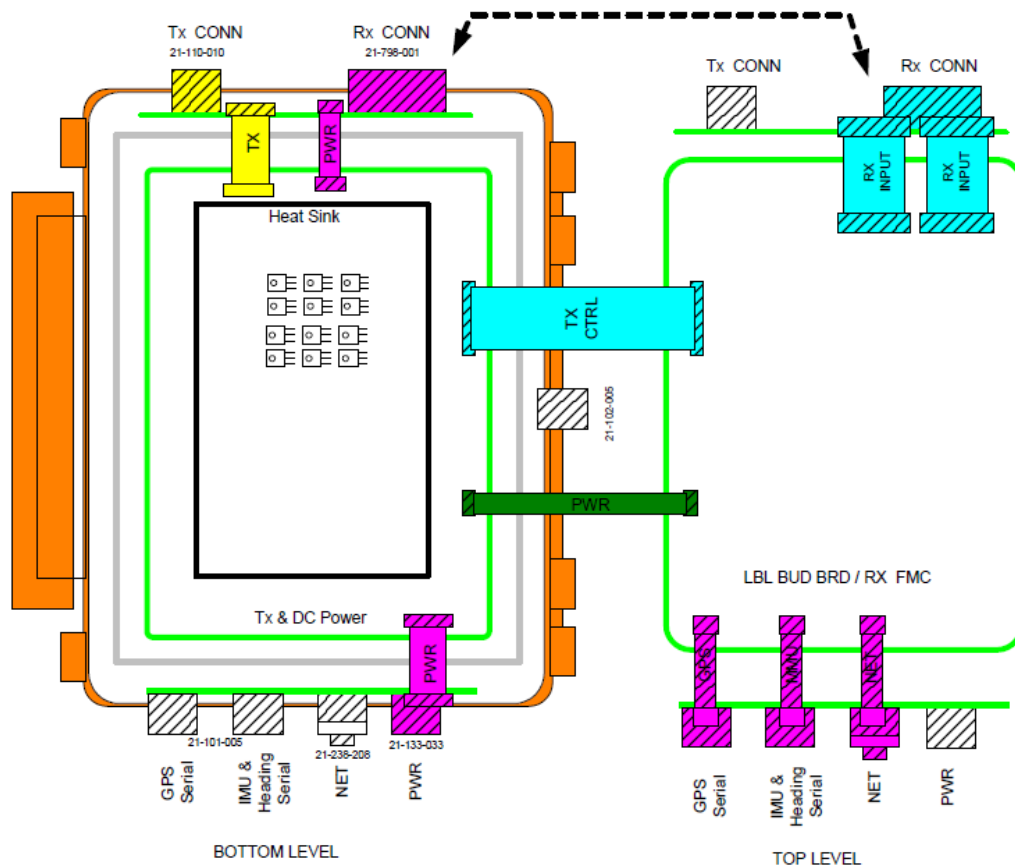 Tx CONN
21-110-010
Rx CONN
21-798-001
Tx CONN
Rx CONN
TX
PWR
RX
INPUT
RX
INPUT
Heat Sink
TX
CTRL
21-102-005
PWR
LBL BUD BRD / RX FMC
Tx & DC Power
PWR
GPS
MMU
NET
21-101-005
21-238-208
21-133-033
GPS
Serial
IMU &
Heading
Serial
NET
PWR
GPS
Serial
IMU &
Heading
Serial
NET
PWR
BOTTOM LEVEL
TOP LEVEL